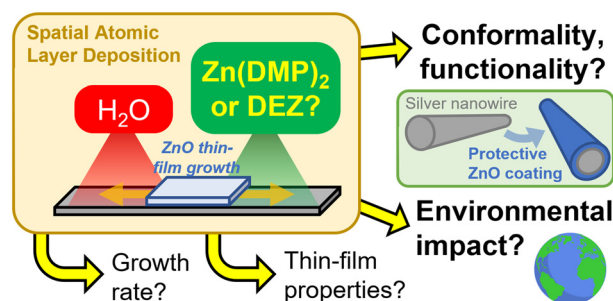 Spatial Atomic
Layer Deposition
H₂O
Zn(DMP)₂
or DEZ?
ZnO thin-
film growth
Conformality,
functionality?
Silver nanowire
Protective
ZnO coating
Environmental
impact?
Growth
rate?
Thin-film
properties?